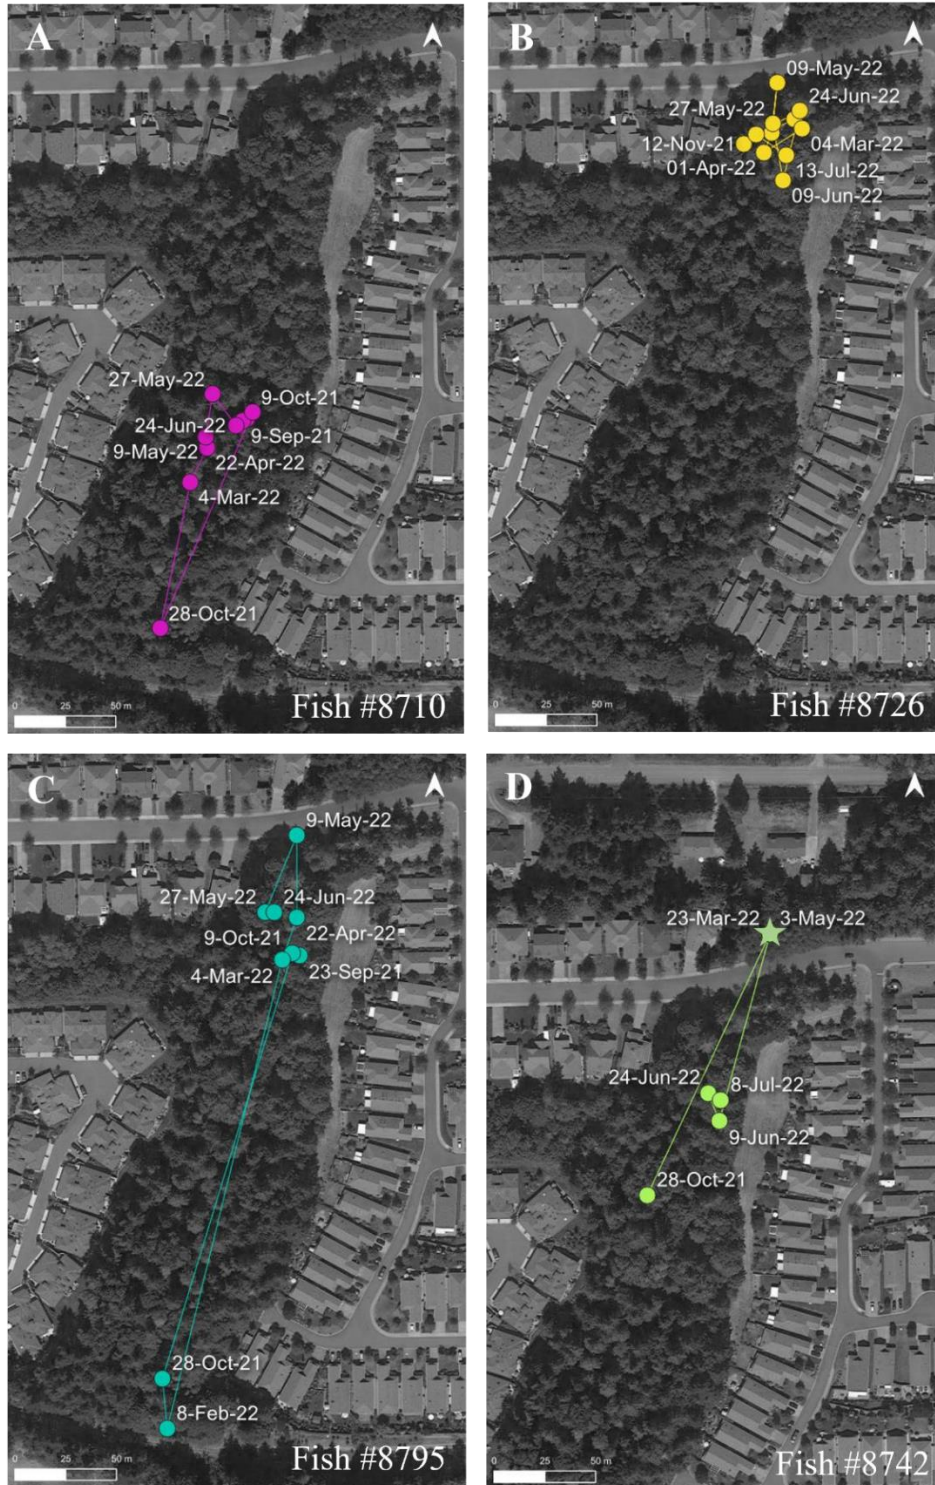 A
27-May-22
9-Oct-21
24-Jun-22
9-Sep-21
9-May-22
22-Apr-22
4-Mar-22
28-Oct-21
0 25 50 m
Fish #8710
B
09-May-22
27-May-22
24-Jun-22
12-Nov-21
04-Mar-22
01-Apr-22
13-Jul-22
09-Jun-22
0 25 50 m
Fish #8726
C
9-May-22
27-May-22
24-Jun-22
9-Oct-21
22-Apr-22
4-Mar-22
23-Sep-21
28-Oct-21
8-Feb-22
0 25 50 m
Fish #8795
D
23-Mar-22
3-May-22
24-Jun-22
8-Jul-22
9-Jun-22
28-Oct-21
0 25 50 m
Fish #8742